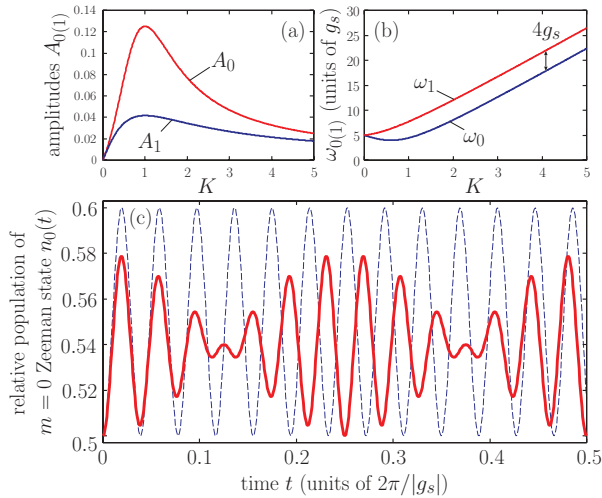 0.14
0.12
0.10
0.08
0.06
0.04
0.02
0
amplitudes A₀₍₁₎
(a)
A₀
A₁
0 1 2 3 4 5
K
30
25
20
15
10
5
0
ω₀₍₁₎ (units of gₛ)
(b)
4gₛ
ω₁
ω₀
0 1 2 3 4 5
K
0.6
0.58
0.56
0.54
0.52
0.5
relative population of
m = 0 Zeeman state n₀(t)
(c)
0 0.1 0.2 0.3 0.4 0.5
time t (units of 2π/|gₛ|)